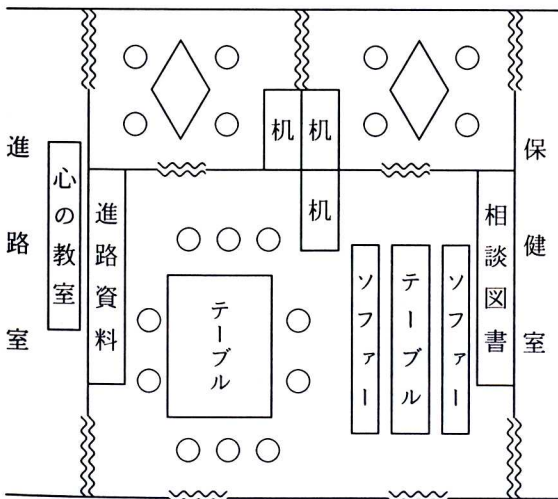 進路室
心の教室
進路資料
机
机
机
テーブル
ソファー
テーブル
ソファー
相談図書
保健室